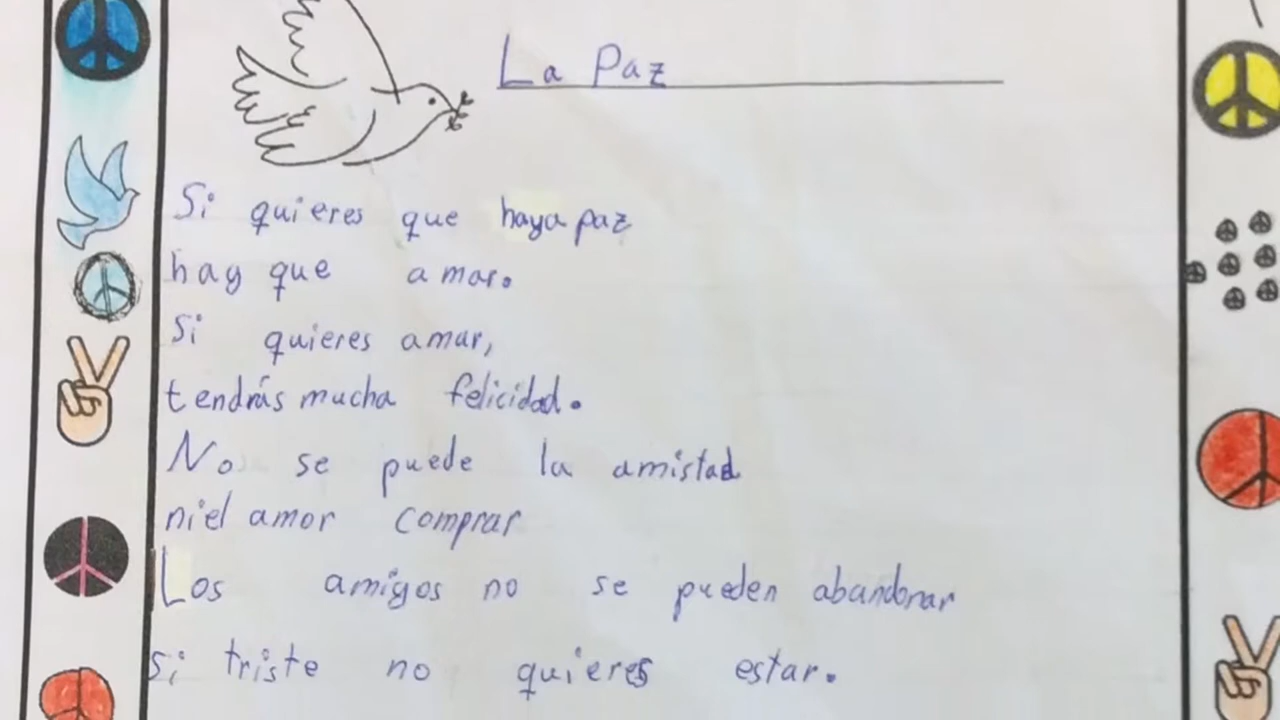 La Paz
Si quieres que haya paz
hay que amar.
Si quieres amar,
tendrás mucha felicidad.
No se puede la amistad
ni el amor comprar
Los amigos no se pueden abandonar
si triste no quieres estar.